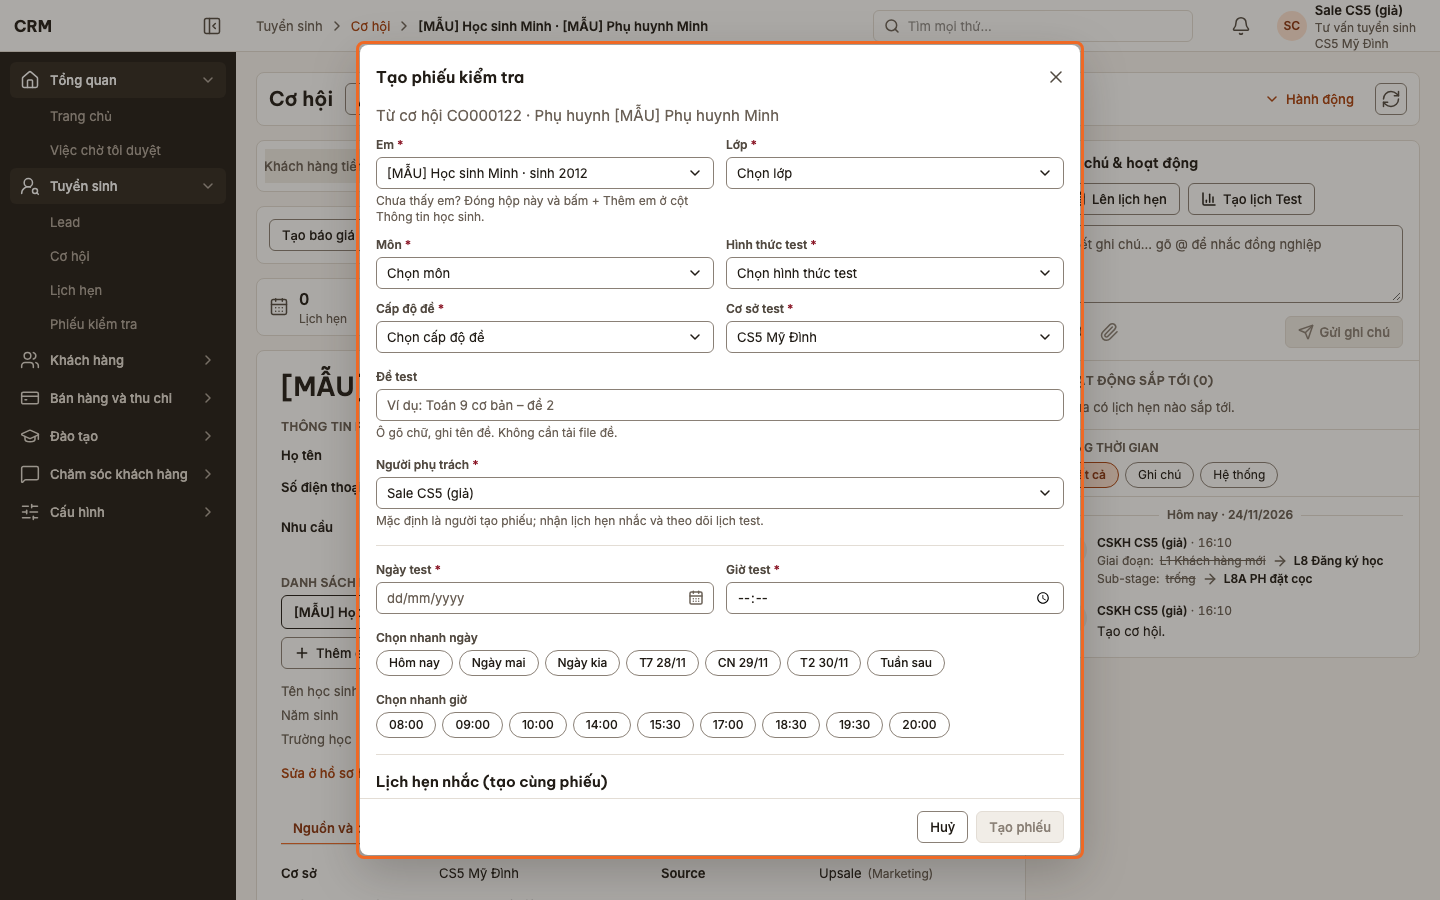 CRM
Tuyển sinh > Cơ hội > [MẪU] Học sinh Minh · [MẪU] Phụ huynh Minh
Tìm mọi thứ...
SC
Sale CS5 (giả)
Tư vấn tuyển sinh
CS5 Mỹ Đình
Tổng quan
Trang chủ
Việc chờ tôi duyệt
Tuyển sinh
Lead
Cơ hội
Lịch hẹn
Phiếu kiểm tra
Khách hàng
Bán hàng và thu chi
Đào tạo
Chăm sóc khách hàng
Cấu hình
Cơ hội
Hành động
Khách hàng
Tạo báo giá
0
Lịch hẹn
[MẪU]
THÔNG TIN
Họ tên
Số điện thoại
Nhu cầu
DANH SÁCH
[MẪU]
Thêm
Tên học sinh
Năm sinh
Trường học
Sửa ở hồ sơ
Nguồn và
Cơ sở
CS5 Mỹ Đình
Source
Upsale (Marketing)
Tạo phiếu kiểm tra
Từ cơ hội CO000122 · Phụ huynh [MẪU] Phụ huynh Minh
Em *
Lớp *
[MẪU] Học sinh Minh · sinh 2012
Chọn lớp
Chưa thấy em? Đóng hộp này và bấm + Thêm em ở cột
Thông tin học sinh.
Môn *
Hình thức test *
Chọn môn
Chọn hình thức test
Cấp độ đề *
Cơ sở test *
Chọn cấp độ đề
CS5 Mỹ Đình
Đề test
Ví dụ: Toán 9 cơ bản – đề 2
Ô gõ chữ, ghi tên đề. Không cần tải file đề.
Người phụ trách *
Sale CS5 (giả)
Mặc định là người tạo phiếu; nhận lịch hẹn nhắc và theo dõi lịch test.
Ngày test *
Giờ test *
dd/mm/yyyy
--:--
Chọn nhanh ngày
Hôm nay
Ngày mai
Ngày kia
T7 28/11
CN 29/11
T2 30/11
Tuần sau
Chọn nhanh giờ
08:00
09:00
10:00
14:00
15:30
17:00
18:30
19:30
20:00
Lịch hẹn nhắc (tạo cùng phiếu)
Huỷ
Tạo phiếu
chú & hoạt động
Lên lịch hẹn
Tạo lịch Test
ghi chú... gõ @ để nhắc đồng nghiệp
Gửi ghi chú
ĐỘNG SẮP TỚI (0)
có lịch hẹn nào sắp tới.
THỜI GIAN
cả
Ghi chú
Hệ thống
Hôm nay · 24/11/2026
CSKH CS5 (giả) · 16:10
Giai đoạn: L1 Khách hàng mới → L8 Đăng ký học
Sub-stage: trống → L8A PH đặt cọc
CSKH CS5 (giả) · 16:10
Tạo cơ hội.